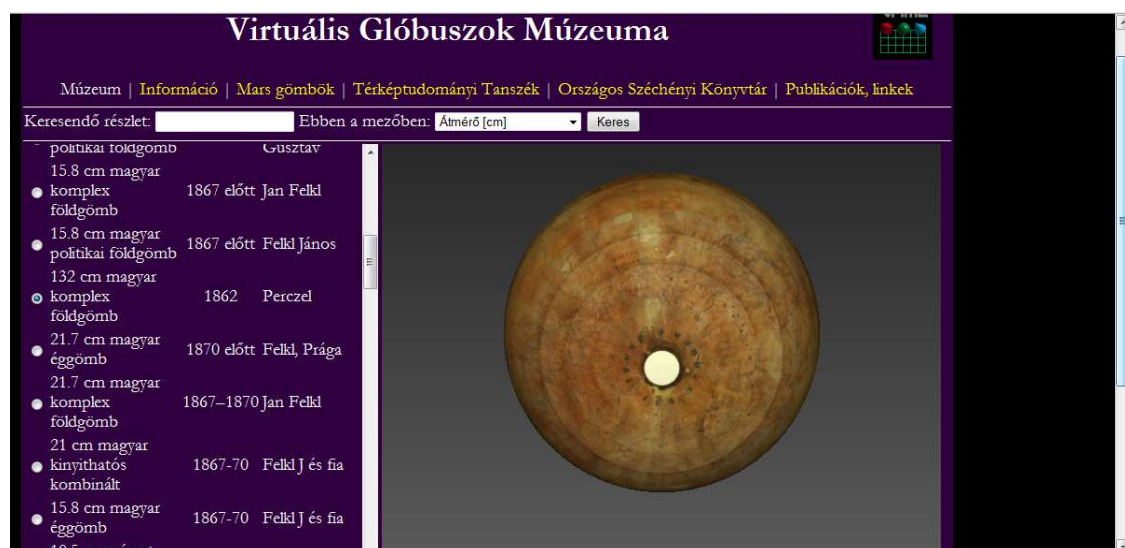 Virtuális Glóbuszok Múzeuma
Múzeum | Információ | Mars gömbök | Térképtudományi Tanszék | Országos Széchényi Könyvtár | Publikációk, linkek
Keresendő részlet: Ebben a mezőben: Átmérő [cm] Keres
politikai földgömb Gusztáv
15.8 cm magyar
komplex 1867 előtt Jan Felkl
földgömb
15.8 cm magyar
politikai földgömb 1867 előtt Felkl János
132 cm magyar
komplex 1862 Perczel
földgömb
21.7 cm magyar
éggömb 1870 előtt Felkl, Prága
21.7 cm magyar
komplex 1867–1870 Jan Felkl
földgömb
21 cm magyar
kinyitható​s 1867-70 Felkl J és fia
kombinált
15.8 cm magyar
éggömb 1867-70 Felkl J és fia